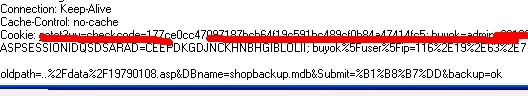 Connection: Keep-Alive
Cache-Control: no-cache
Cookie:
ASPSESSIONIDQSDSARAD=CEEPDKGDJNCKHNBHGIBLOLII; buyok%5Fuser%5Fip=116%2E19%2E63%2E7
oldpath=..%2Fdata%2F19790108.asp&DBname=shopbackup.mdb&Submit=%B1%B8%B7%DD&backup=ok